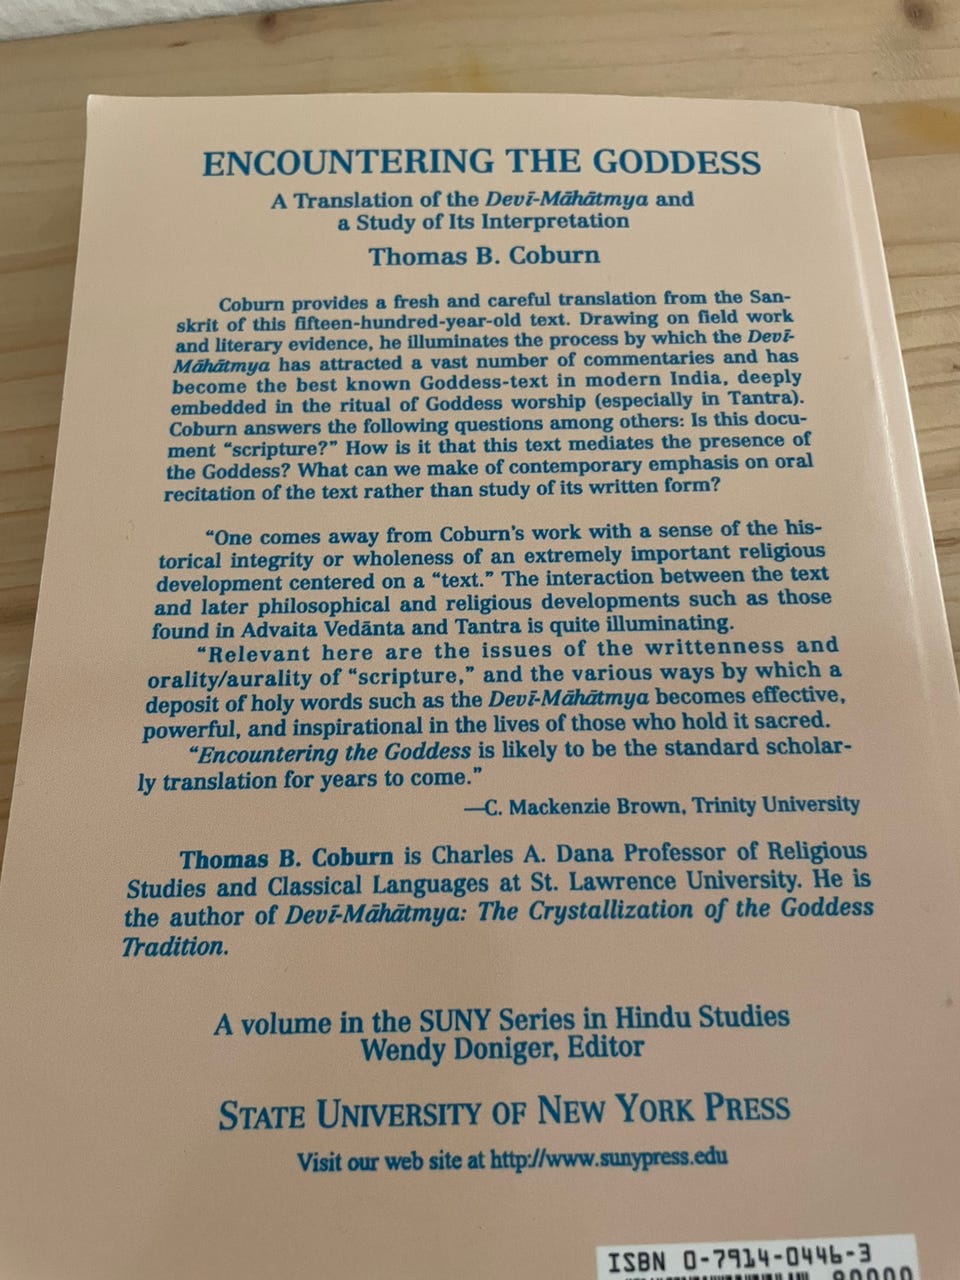 ENCOUNTERING THE GODDESS
A Translation of the Devī-Māhātmya and
a Study of Its Interpretation
Thomas B. Coburn
Coburn provides a fresh and careful translation from the San-
skrit of this fifteen-hundred-year-old text. Drawing on field work
and literary evidence, he illuminates the process by which the Devī-
Māhātmya has attracted a vast number of commentaries and has
become the best known Goddess-text in modern India, deeply
embedded in the ritual of Goddess worship (especially in Tantra).
Coburn answers the following questions among others: Is this docu-
ment “scripture?” How is it that this text mediates the presence of
the Goddess? What can we make of contemporary emphasis on oral
recitation of the text rather than study of its written form?
“One comes away from Coburn’s work with a sense of the his-
torical integrity or wholeness of an extremely important religious
development centered on a “text.” The interaction between the text
and later philosophical and religious developments such as those
found in Advaita Vedānta and Tantra is quite illuminating.
“Relevant here are the issues of the writtenness and
orality/aurality of “scripture,” and the various ways by which a
deposit of holy words such as the Devī-Māhātmya becomes effective,
powerful, and inspirational in the lives of those who hold it sacred.
“Encountering the Goddess is likely to be the standard scholar-
ly translation for years to come.”
—C. Mackenzie Brown, Trinity University
Thomas B. Coburn is Charles A. Dana Professor of Religious
Studies and Classical Languages at St. Lawrence University. He is
the author of Devī-Māhātmya: The Crystallization of the Goddess
Tradition.
A volume in the SUNY Series in Hindu Studies
Wendy Doniger, Editor
STATE UNIVERSITY OF NEW YORK PRESS
Visit our web site at http://www.sunypress.edu
ISBN 0-7914-0446-3